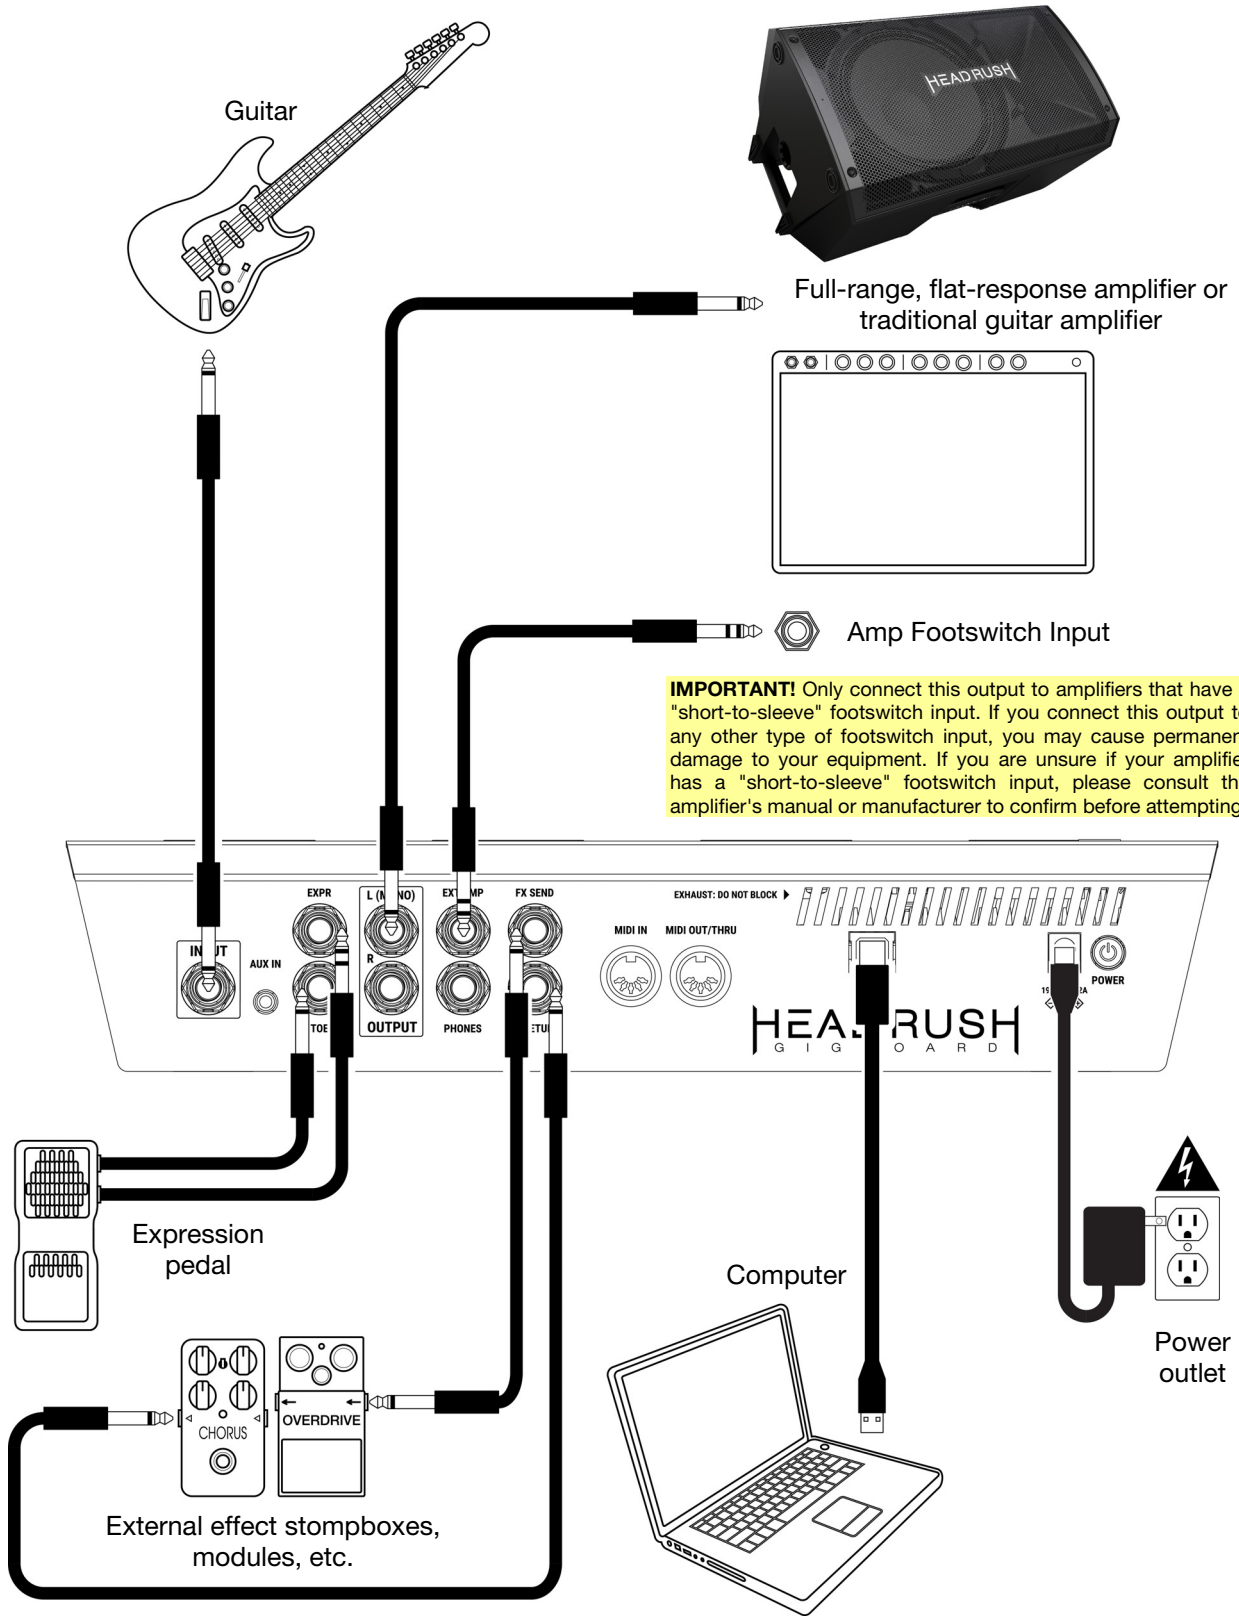 HEADRUSH
Guitar
Full-range, flat-response amplifier or
traditional guitar amplifier
Amp Footswitch Input
IMPORTANT! Only connect this output to amplifiers that have
"short-to-sleeve" footswitch input. If you connect this output
any other type of footswitch input, you may cause
damage to your equipment. If you are unsure if your
has a "short-to-sleeve" footswitch input, please consult
amplifier's manual or manufacturer to confirm before attempting
EXPR
FX SEND
EXHAUST: DO NOT BLOCK
MIDI IN
MIDI OUT/THRU
R
AUX IN
POWER
OUTPUT
PHONES
Expression
pedal
Computer
Power
outlet
OVERDRIVE
CHORUS
External effect stompboxes,
modules, etc.